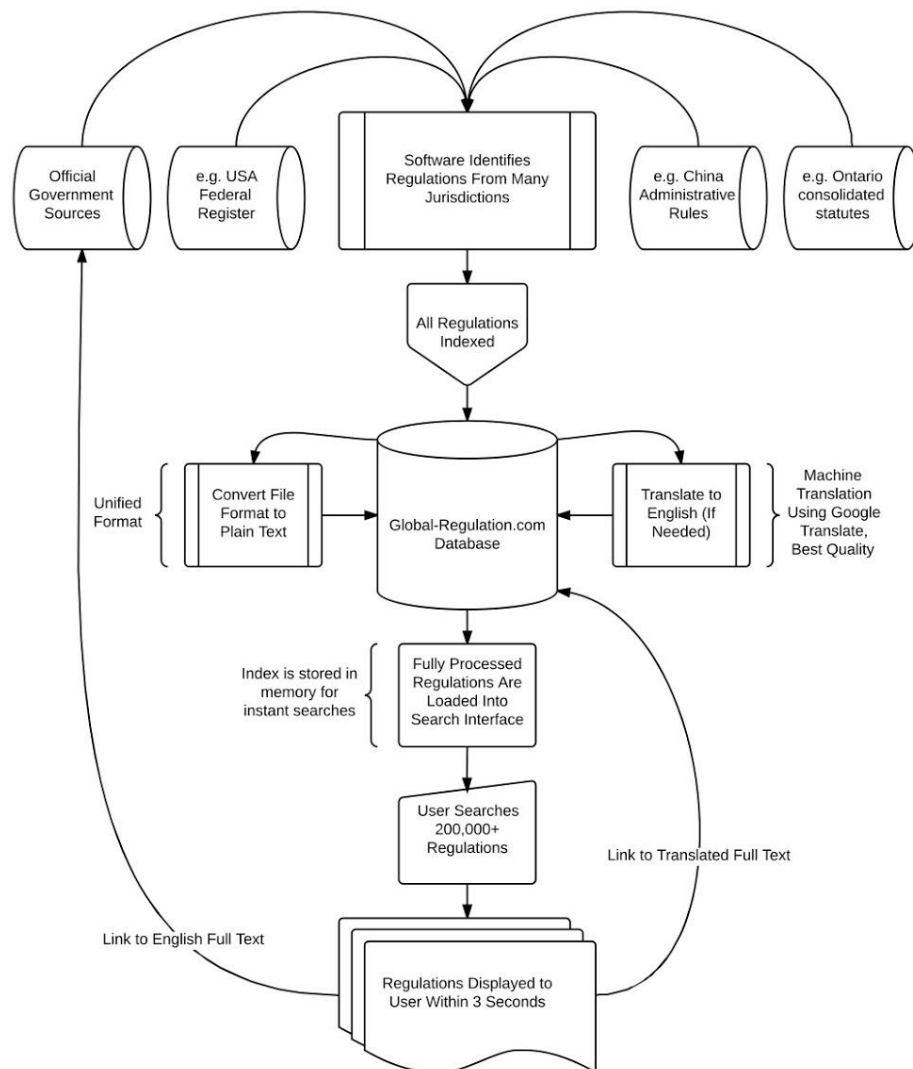 Official
Government
Sources
e.g. USA
Federal
Register
Software Identifies
Regulations From Many
Jurisdictions
e.g. China
Administrative
Rules
e.g. Ontario
consolidated
statutes
All Regulations
Indexed
Unified
Format
Convert File
Format to
Plain Text
Global-Regulation.com
Database
Translate to
English (If
Needed)
Machine
Translation
Using Google
Translate,
Best Quality
Index is stored in
memory for
instant searches
Fully Processed
Regulations Are
Loaded Into
Search Interface
User Searches
200,000+
Regulations
Link to Translated Full Text
Link to English Full Text
Regulations Displayed to
User Within 3 Seconds